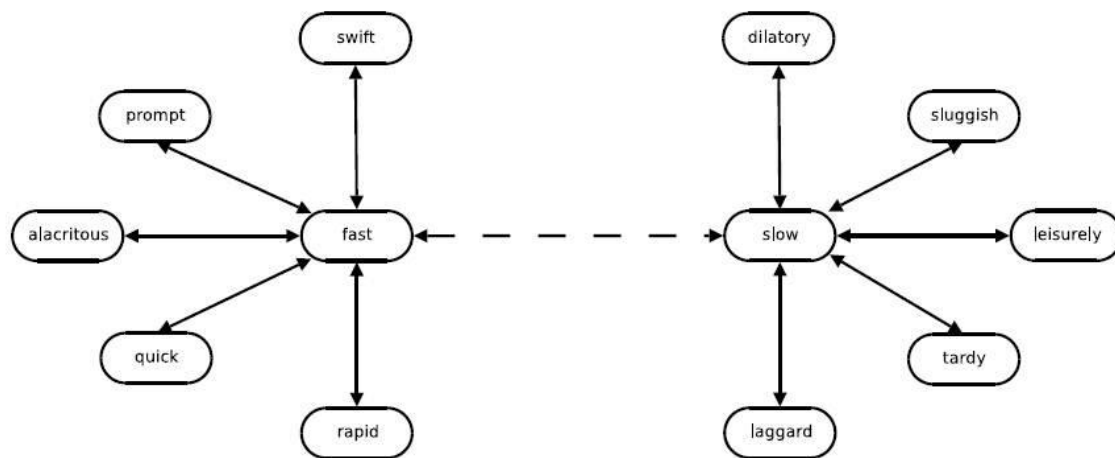 swift
dilatory
prompt
sluggish
alacritous
fast
slow
leisurely
quick
tardy
rapid
laggard